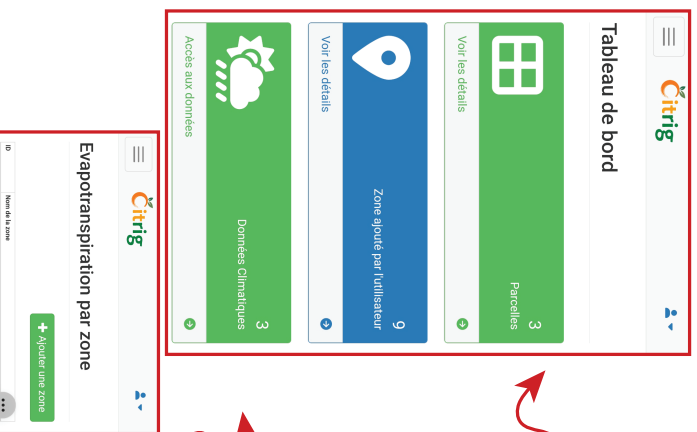 Citrig
Tableau de bord
3
Parcelles
Voir les détails
9
Zone ajouté par l'utilisateur
Voir les détails
3
Données Climatiques
Accès aux données
Citrig
Evapotranspiration par zone
+ Ajouter une zone
ID Nom de la zone